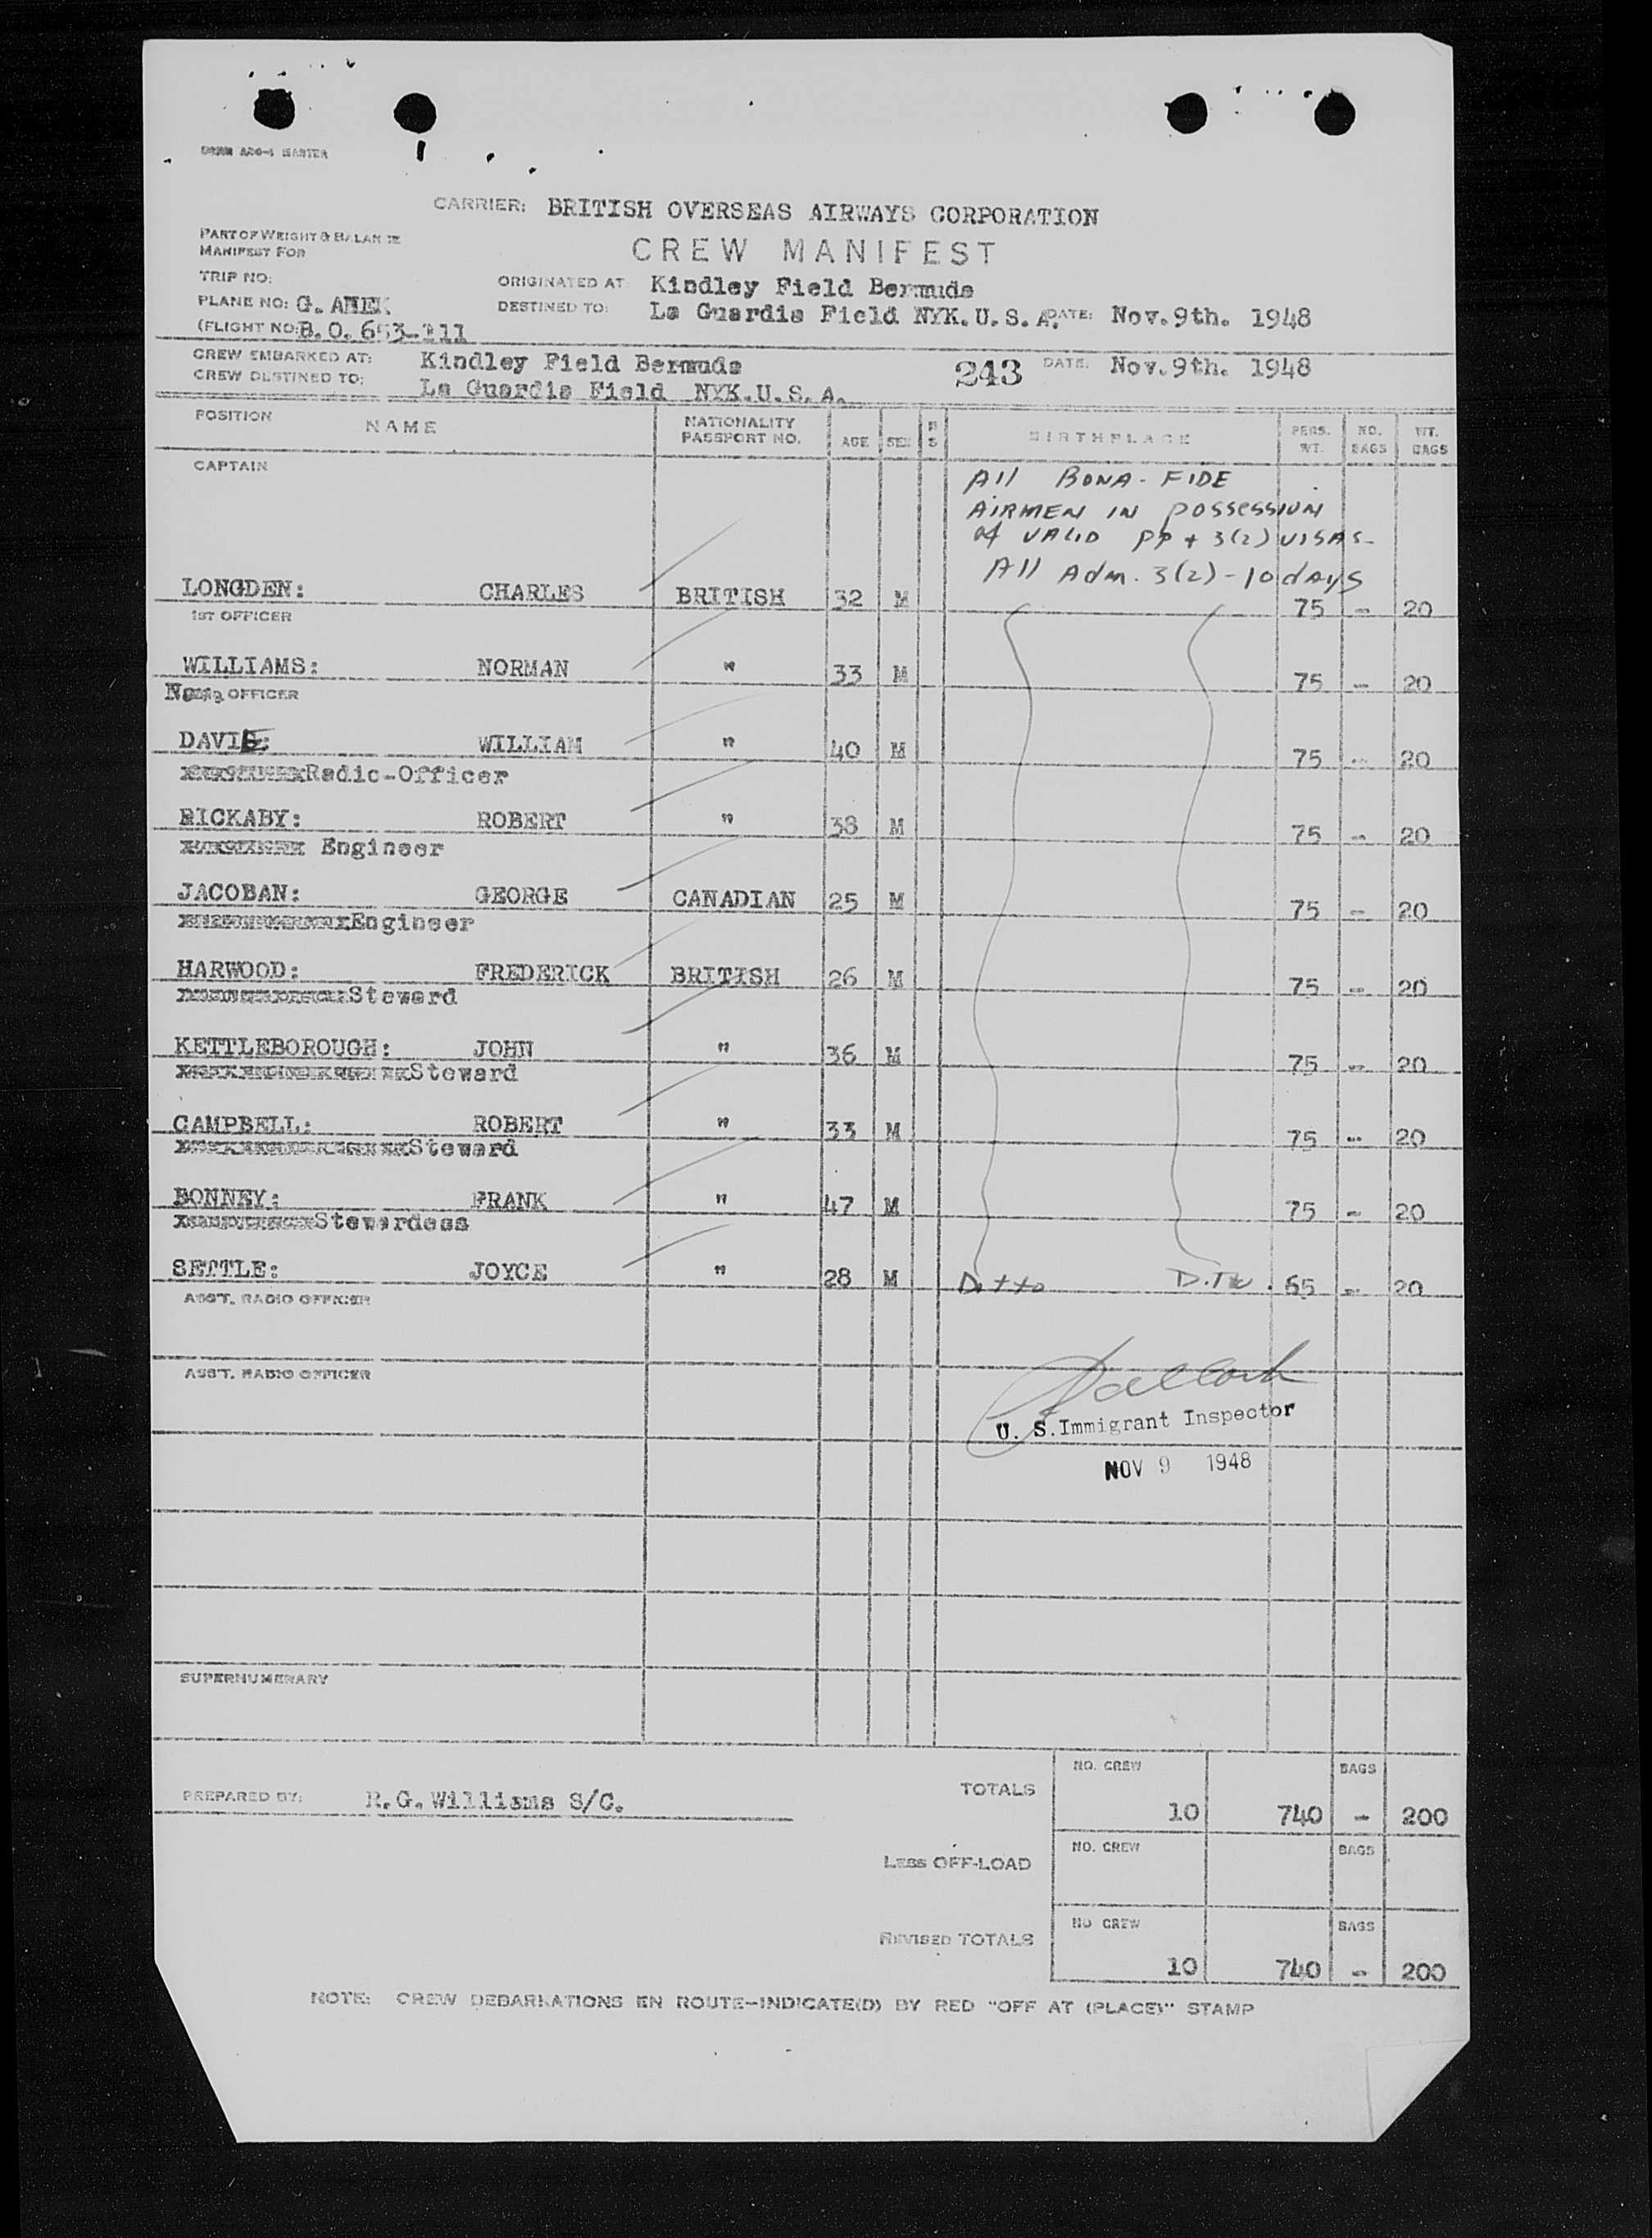 CARRIER: BRITISH OVERSEAS AIRWAYS CORPORATION
PART OF WEIGHT & BALANCE
MANIFEST FOR
CREW MANIFEST
TRIP NO:
ORIGINATED AT Kindley Field Bermuda
PLANE NO: G. AHEK
DESTINED TO: La Guardia Field NYK.U.S.A. DATE: Nov.9th. 1948
(FLIGHT NO: B.O. 653-211
CREW EMBARKED AT: Kindley Field Bermuda 243 DATE: Nov.9th. 1948
CREW DESTINED TO: La Guardia Field NYK.U.S.A.
POSITION NAME NATIONALITY PASSPORT NO. AGE SEX BIRTHPLACE PERS. WT. NO. BAGS WT. BAGS
CAPTAIN
All BONA-FIDE
AIRMEN IN POSSESSION
of VALID PP + 3(2) VISAS-
All Adm. 3(2)-10 days
LONGDEN: CHARLES BRITISH 32 M 75 - 20
1ST OFFICER
WILLIAMS: NORMAN " 33 M 75 - 20
OFFICER
DAVIE: WILLIAM " 40 M 75 - 20
Radio-Officer
RICKABY: ROBERT " 38 M 75 - 20
Engineer
JACOBAN: GEORGE CANADIAN 25 M 75 - 20
Engineer
HARWOOD: FREDERICK BRITISH 26 M 75 - 20
Steward
KETTLEBOROUGH: JOHN " 36 M 75 - 20
Steward
CAMPBELL: ROBERT " 33 M 75 - 20
Steward
BONNEY: FRANK " 47 M 75 - 20
Stewardess
SETTLE: JOYCE " 28 M Ditto Ditto 65 - 20
ASS'T. RADIO OFFICER
ASS'T. RADIO OFFICER
U. S. Immigrant Inspector
NOV 9 1948
SUPERNUMERARY
PREPARED BY: R.G. Williams S/C.
TOTALS NO. CREW 10 740 BAGS - 200
LESS OFF-LOAD NO. CREW BAGS
REVISED TOTALS NO CREW 10 740 BAGS - 200
NOTE: CREW DEBARKATIONS EN ROUTE-INDICATE(D) BY RED "OFF AT (PLACE)" STAMP